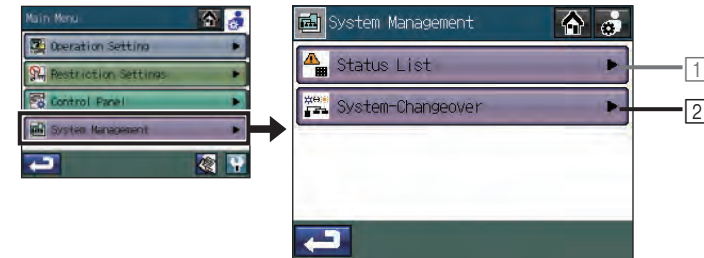 Main Menu
Operation Setting
Restriction Settings
Control Panel
System Management
System Management
Status List
1
System-Changeover
2